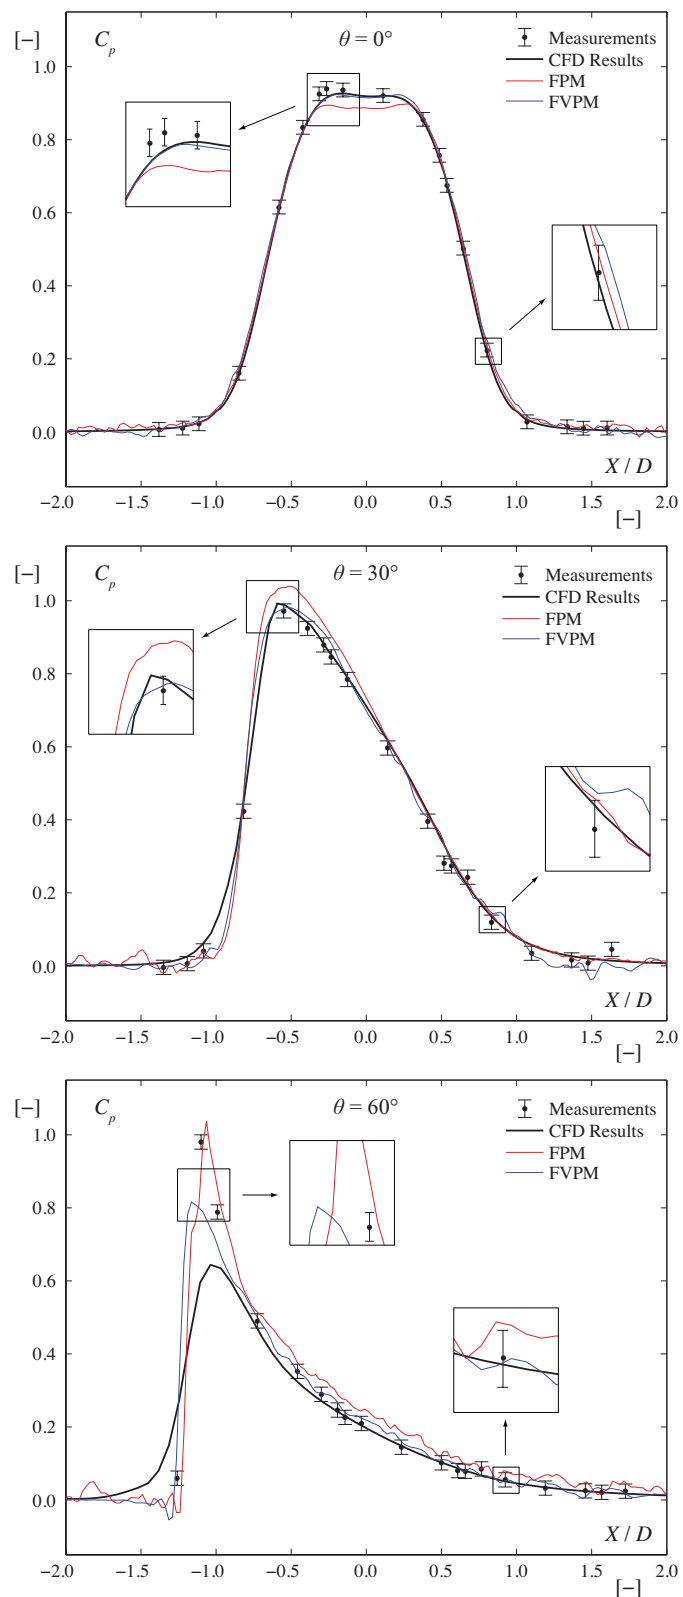 [−] C_p θ = 0° Measurements
CFD Results
FPM
FVPM
1.0
0.8
0.6
0.4
0.2
0.0
X / D
−2.0 −1.5 −1.0 −0.5 0.0 0.5 1.0 1.5 2.0
[−]
[−] C_p θ = 30° Measurements
CFD Results
FPM
FVPM
1.0
0.8
0.6
0.4
0.2
0.0
X / D
−2.0 −1.5 −1.0 −0.5 0.0 0.5 1.0 1.5 2.0
[−]
[−] C_p θ = 60° Measurements
CFD Results
FPM
FVPM
1.0
0.8
0.6
0.4
0.2
0.0
X / D
−2.0 −1.5 −1.0 −0.5 0.0 0.5 1.0 1.5 2.0
[−]